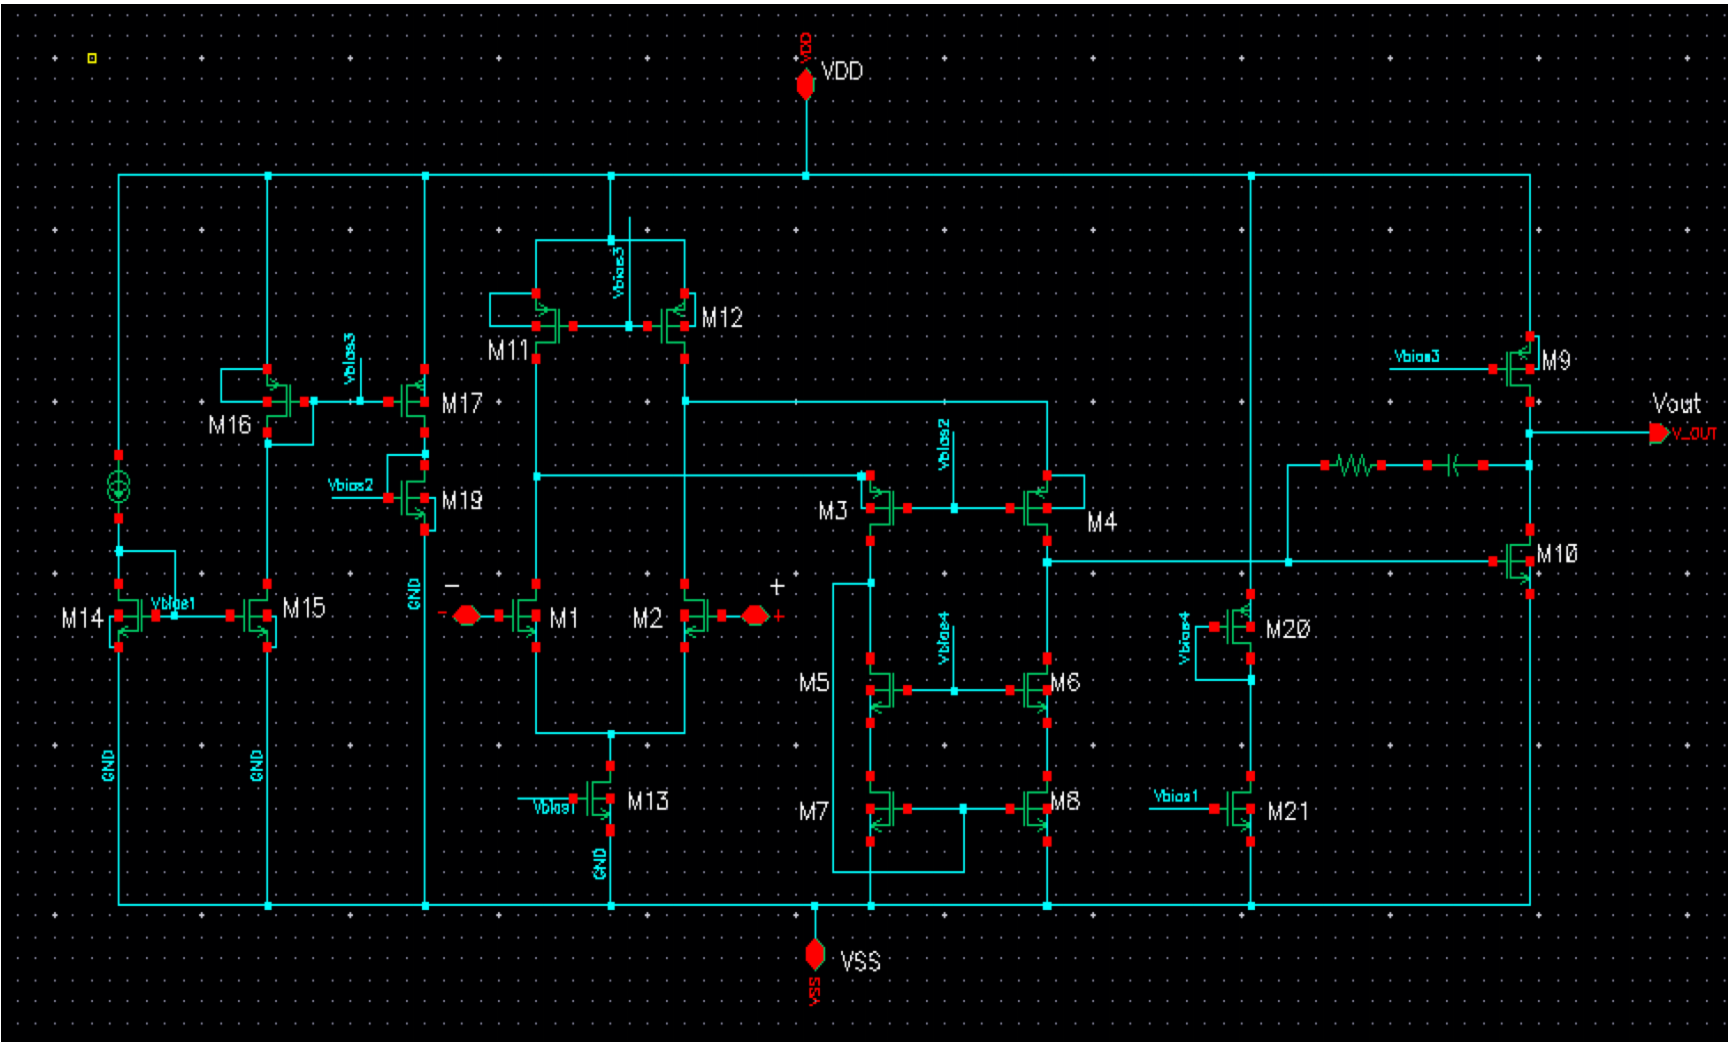 VDD
VDD
Vbias3
M12
M11
Vbias3
M17
M16
Vbias2
M19
Vbias3
M9
Vout
V_OUT
Vbias2
M3
M4
M10
GND
-
-
M1
M2
+
+
M14
Vbias1
M15
Vbias4
Vbias4
M20
M5
M6
GND
GND
Vbias1
M13
M7
M8
Vbias1
M21
GND
VSS
VSS